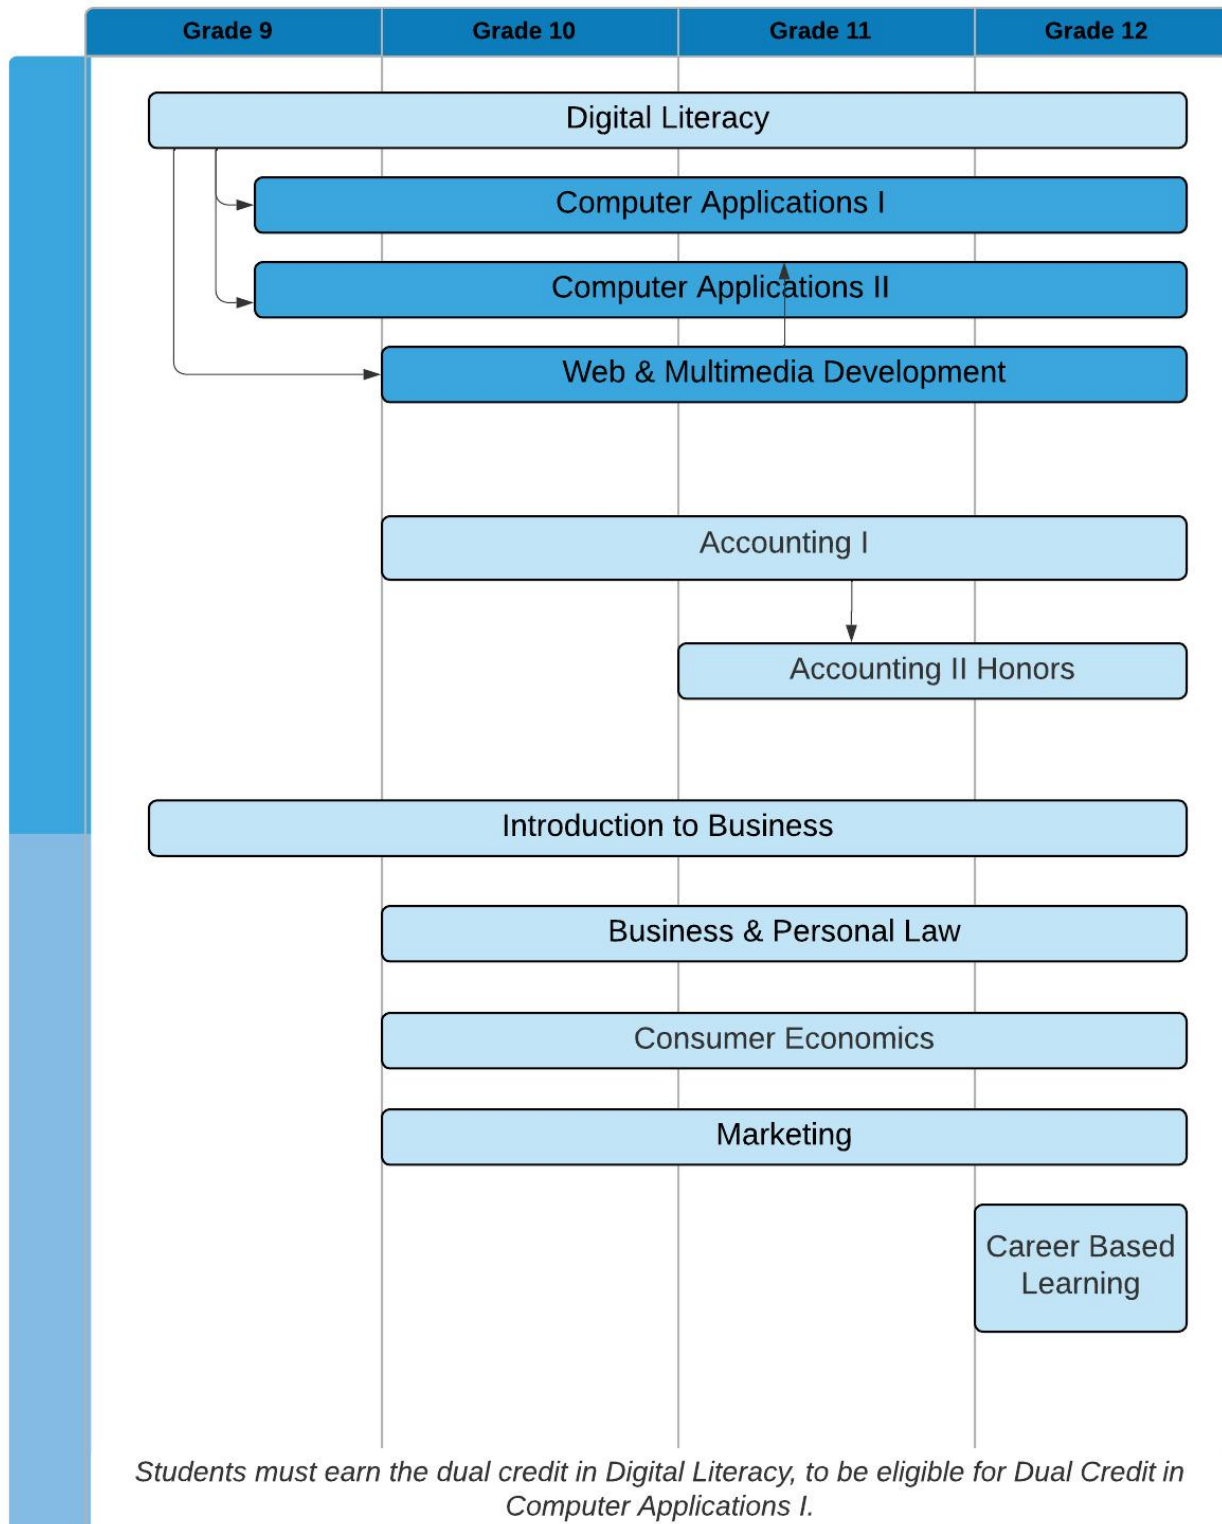 Grade 9 Grade 10 Grade 11 Grade 12
Digital Literacy
Computer Applications I
Computer Applications II
Web & Multimedia Development
Accounting I
Accounting II Honors
Introduction to Business
Business & Personal Law
Consumer Economics
Marketing
Career Based
Learning
Students must earn the dual credit in Digital Literacy, to be eligible for Dual Credit in
Computer Applications I.